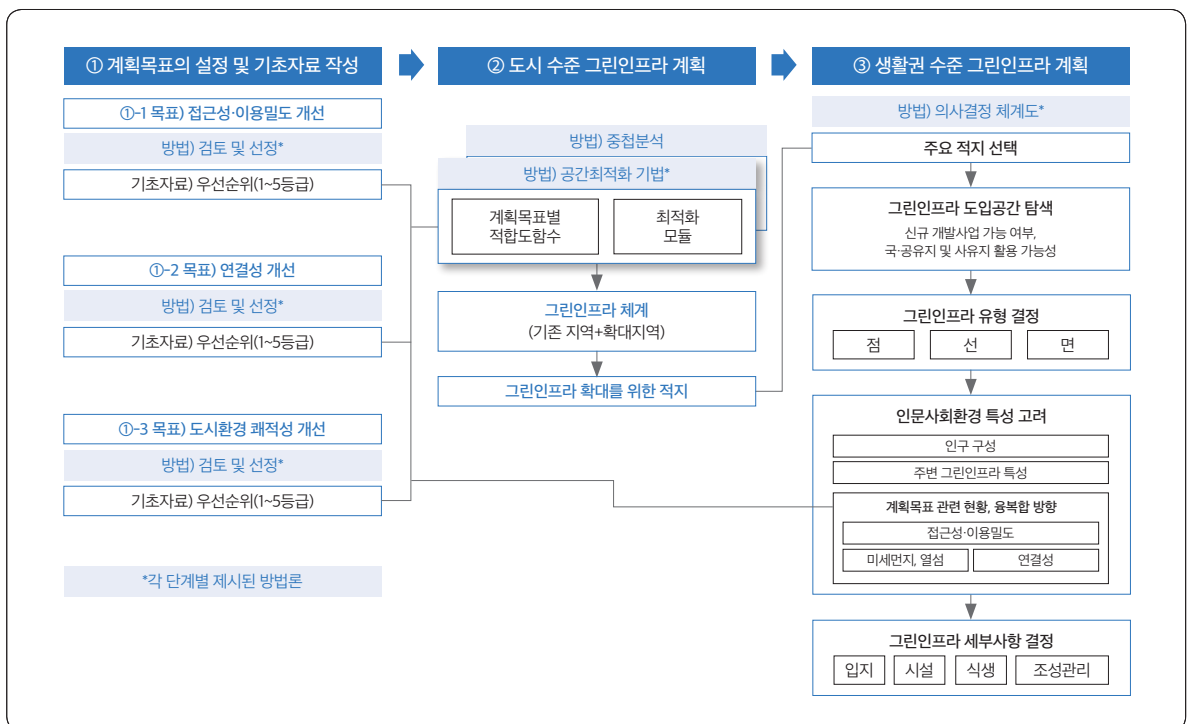 ① 계획목표의 설정 및 기초자료 작성
①-1 목표) 접근성·이용밀도 개선
방법) 검토 및 선정*
기초자료) 우선순위(1~5등급)
①-2 목표) 연결성 개선
방법) 검토 및 선정*
기초자료) 우선순위(1~5등급)
①-3 목표) 도시환경 쾌적성 개선
방법) 검토 및 선정*
기초자료) 우선순위(1~5등급)
*각 단계별 제시된 방법론
② 도시 수준 그린인프라 계획
방법) 중첩분석
방법) 공간최적화 기법*
계획목표별
적합도함수
최적화
모듈
그린인프라 체계
(기존 지역+확대지역)
그린인프라 확대를 위한 적지
③ 생활권 수준 그린인프라 계획
방법) 의사결정 체계도*
주요 적지 선택
그린인프라 도입공간 탐색
신규 개발사업 가능 여부,
국·공유지 및 사유지 활용 가능성
그린인프라 유형 결정
점
선
면
인문사회환경 특성 고려
인구 구성
주변 그린인프라 특성
계획목표 관련 현황, 융복합 방향
접근성·이용밀도
미세먼지, 열섬
연결성
그린인프라 세부사항 결정
입지
시설
식생
조성관리